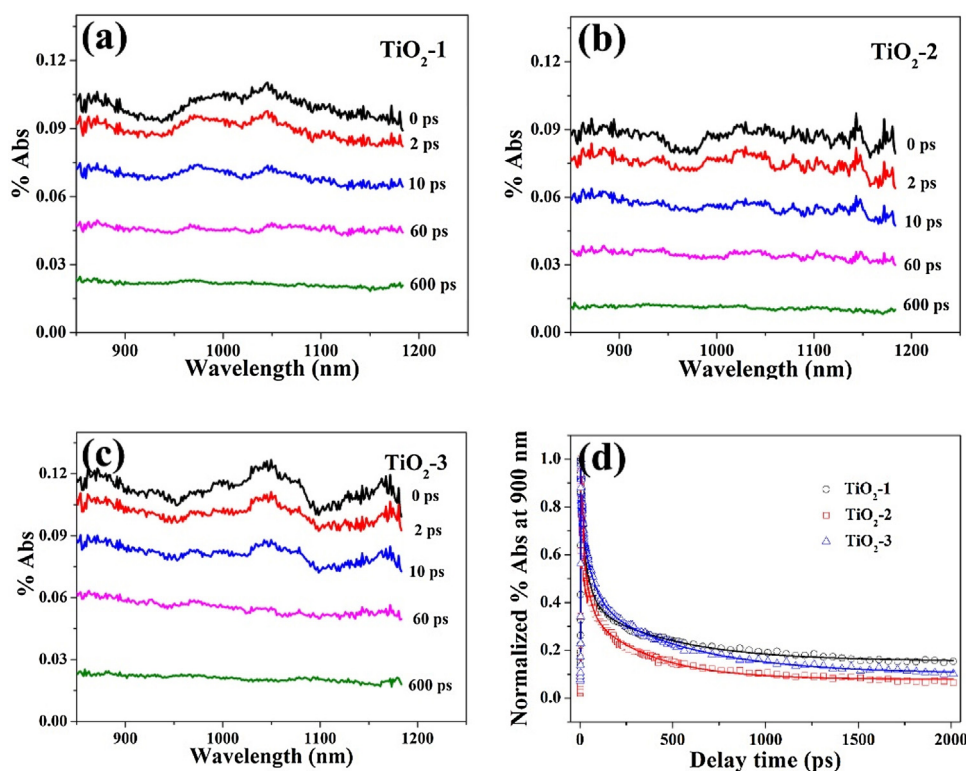 (a)
TiO₂-1
0.12
0.09
0.06
0.03
0.00
% Abs
0 ps
2 ps
10 ps
60 ps
600 ps
900 1000 1100 1200
Wavelength (nm)
(b)
TiO₂-2
0.12
0.09
0.06
0.03
0.00
% Abs
0 ps
2 ps
10 ps
60 ps
600 ps
900 1000 1100 1200
Wavelength (nm)
(c)
TiO₂-3
0.12
0.09
0.06
0.03
0.00
% Abs
0 ps
2 ps
10 ps
60 ps
600 ps
900 1000 1100 1200
Wavelength (nm)
(d)
1.0
0.8
0.6
0.4
0.2
0.0
Normalized % Abs at 900 nm
TiO₂-1
TiO₂-2
TiO₂-3
0 500 1000 1500 2000
Delay time (ps)